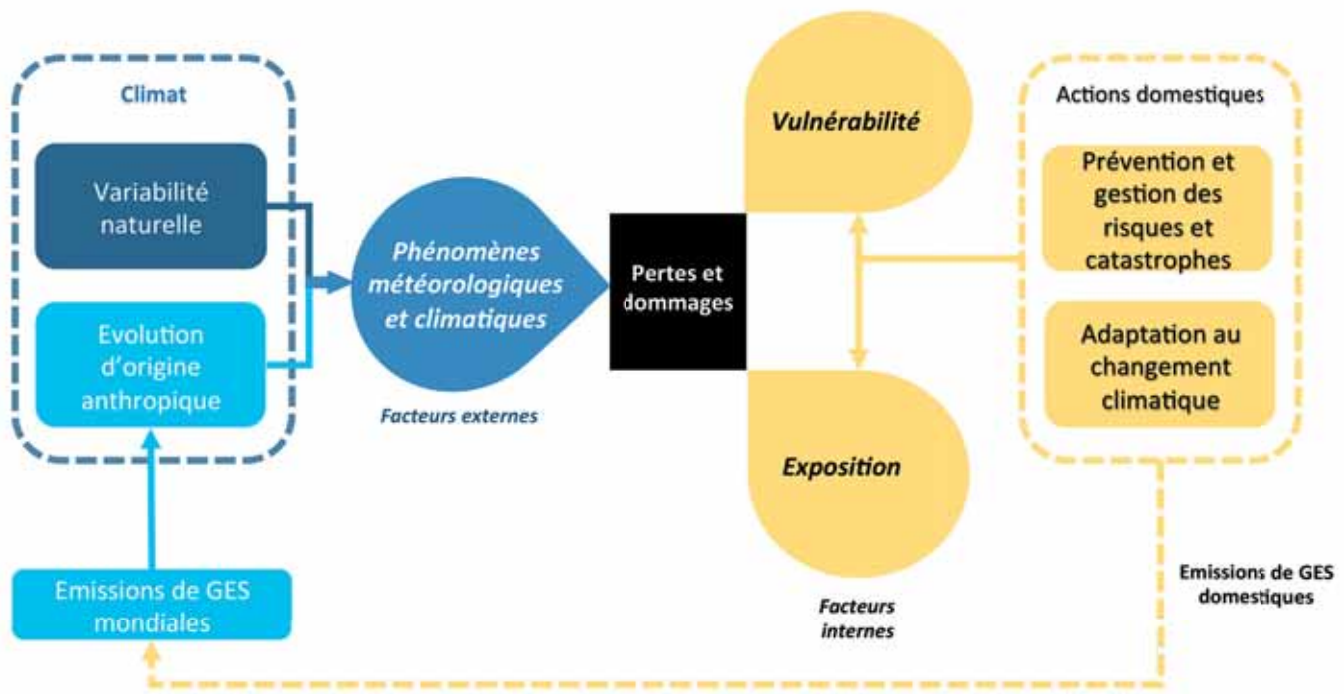 Climat
Variabilité
naturelle
Evolution
d'origine
anthropique
Emissions de GES
mondiales
Phénomènes
météorologiques
et climatiques
Facteurs externes
Pertes et
dommages
Vulnérabilité
Exposition
Facteurs
internes
Actions domestiques
Prévention et
gestion des
risques et
catastrophes
Adaptation au
changement
climatique
Emissions de GES
domestiques